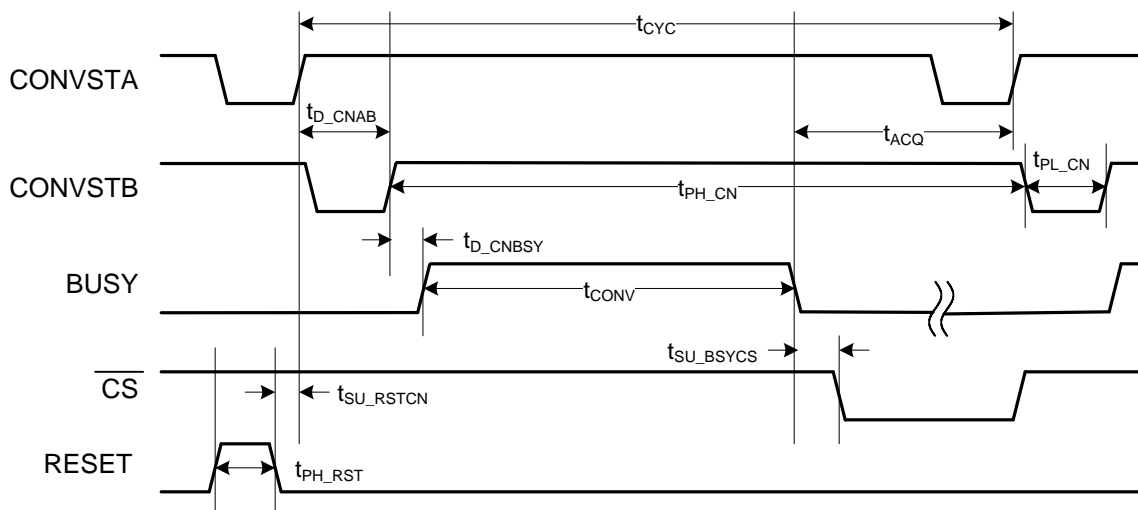 tCYC
CONVSTA
tD_CNAB
tACQ
CONVSTB
tPL_CN
tPH_CN
tD_CNBSY
BUSY
tCONV
tSU_BSYCS
CS
tSU_RSTCN
RESET
tPH_RST